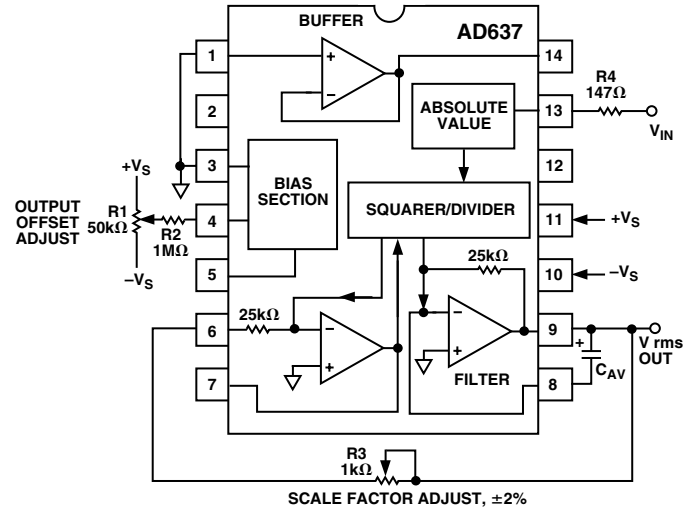 BUFFER
AD637
1
14
R4
147Ω
2
ABSOLUTE
VALUE
13
V_IN
3
12
+V_S
BIAS
SECTION
OUTPUT
OFFSET
ADJUST
R1
50kΩ
R2
1MΩ
4
SQUARER/DIVIDER
11
+V_S
−V_S
5
25kΩ
10
−V_S
6
25kΩ
9
V rms
OUT
+
−
+
−
+
−
+
7
FILTER
8
C_AV
R3
1kΩ
SCALE FACTOR ADJUST, ±2%